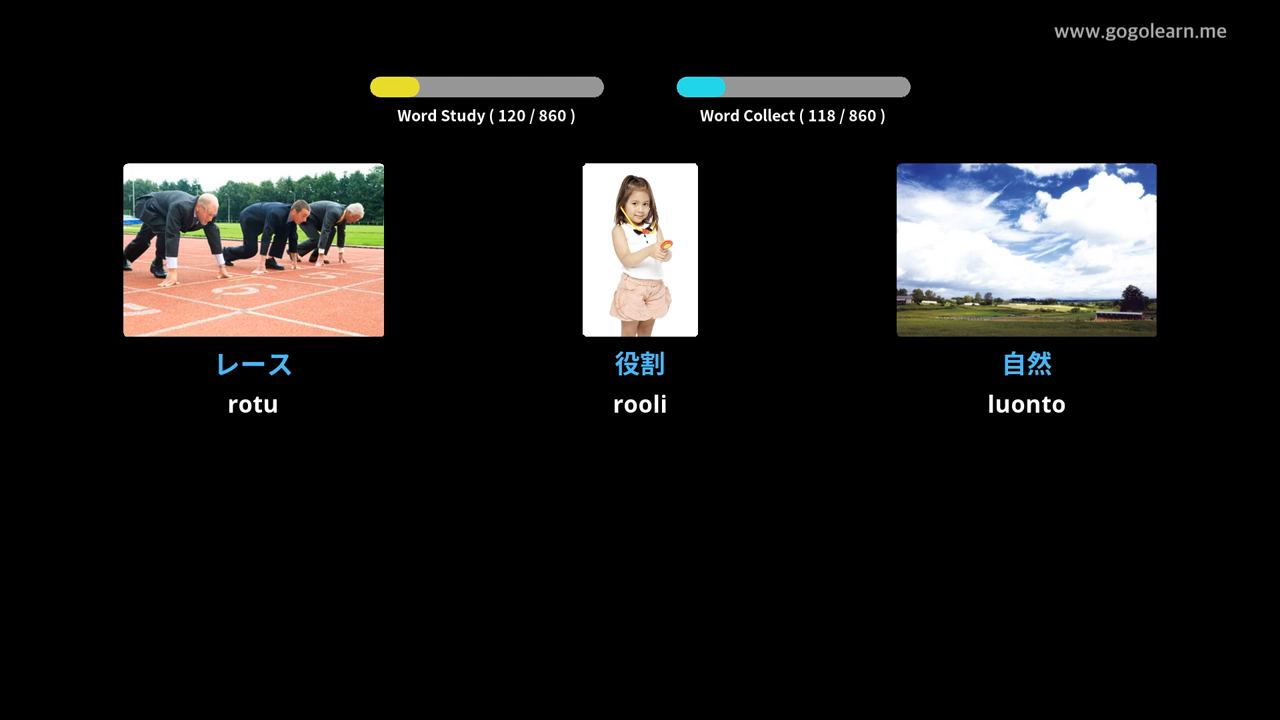 www.gogolearn.me
Word Study ( 120 / 860 )
Word Collect ( 118 / 860 )
レース
役割
自然
rotu
rooli
luonto